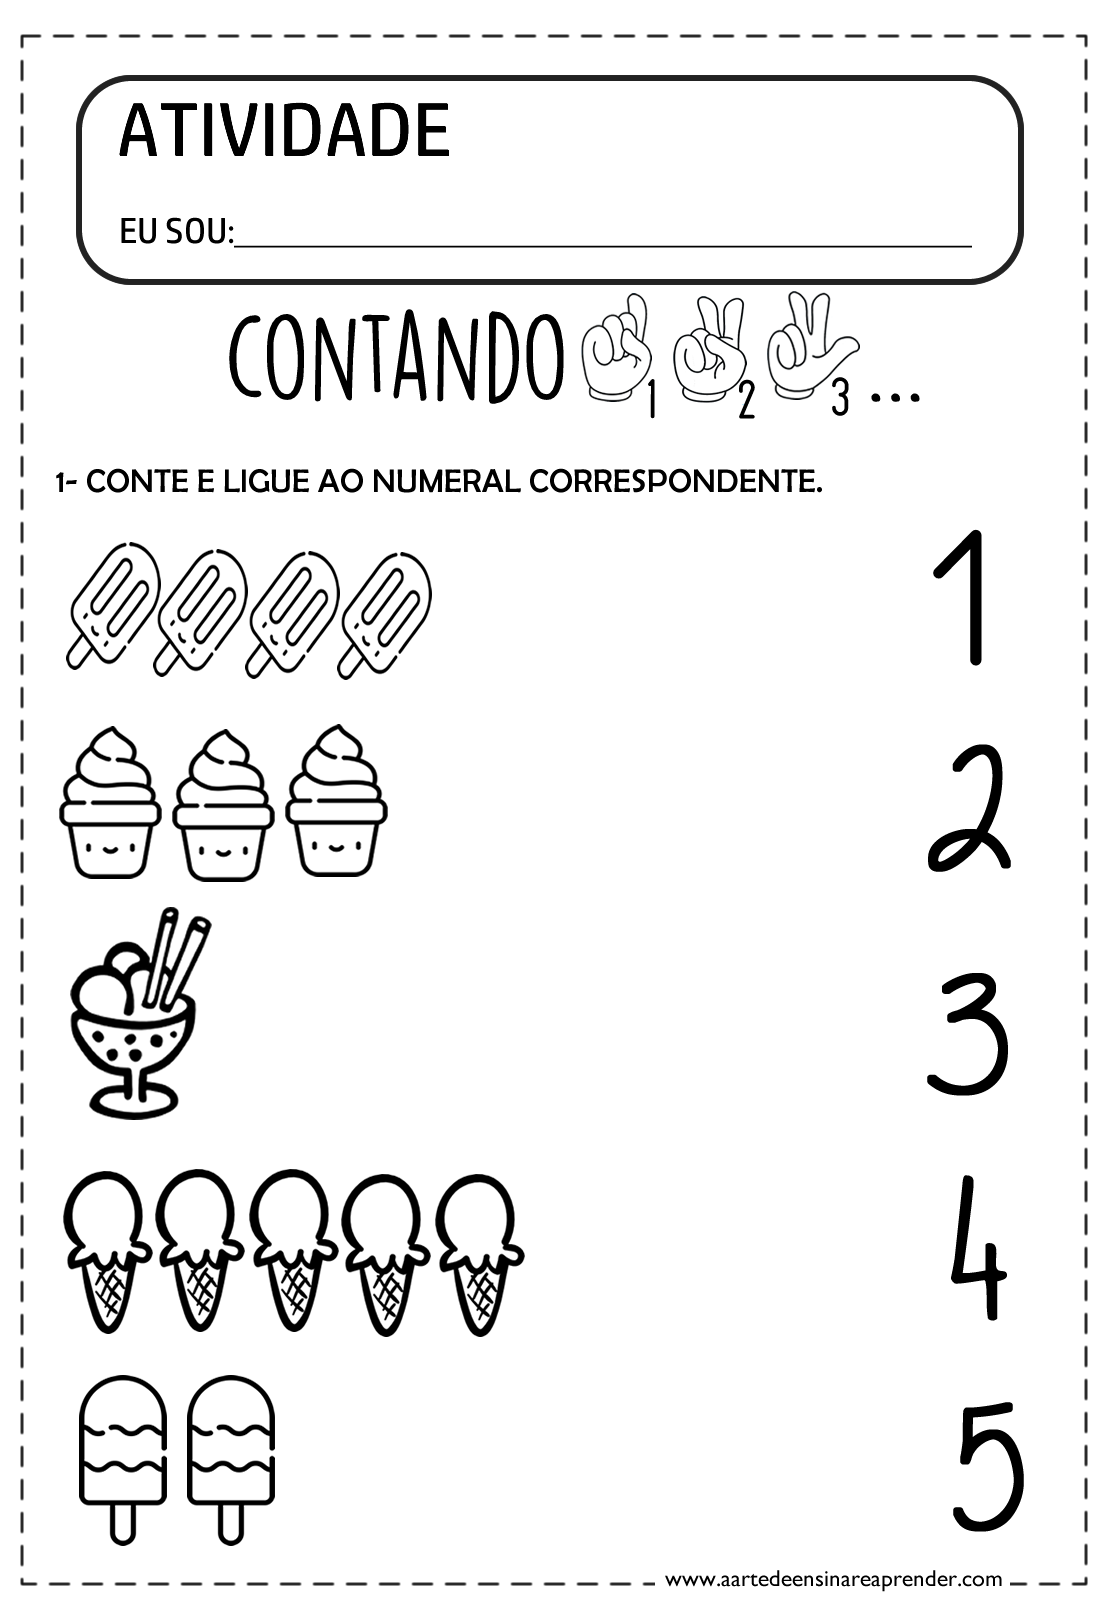 ATIVIDADE
EU SOU:
CONTANDO 1 2 3 ...
1- CONTE E LIGUE AO NUMERAL CORRESPONDENTE.
1
2
3
4
5
www.aartedeensinareaprender.com